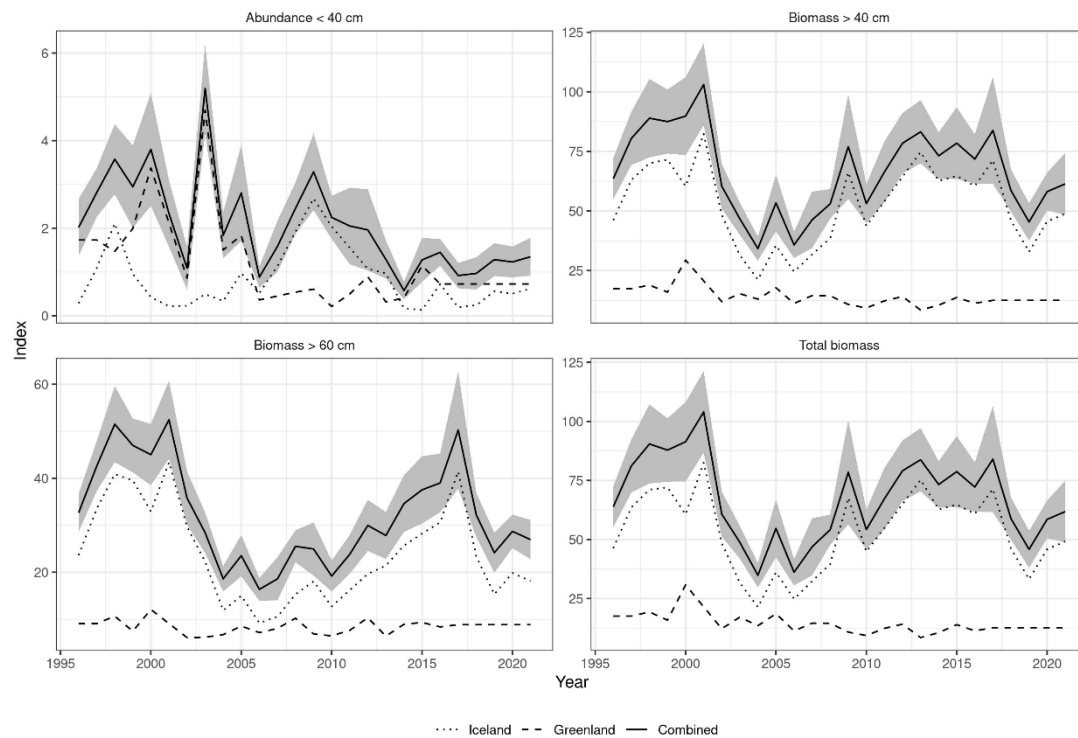 Abundance < 40 cm
Biomass > 40 cm
6
4
2
0
125
100
75
50
25
Index
Biomass > 60 cm
Total biomass
60
40
20
125
100
75
50
25
1995 2000 2005 2010 2015 2020
1995 2000 2005 2010 2015 2020
Year
Iceland Greenland Combined